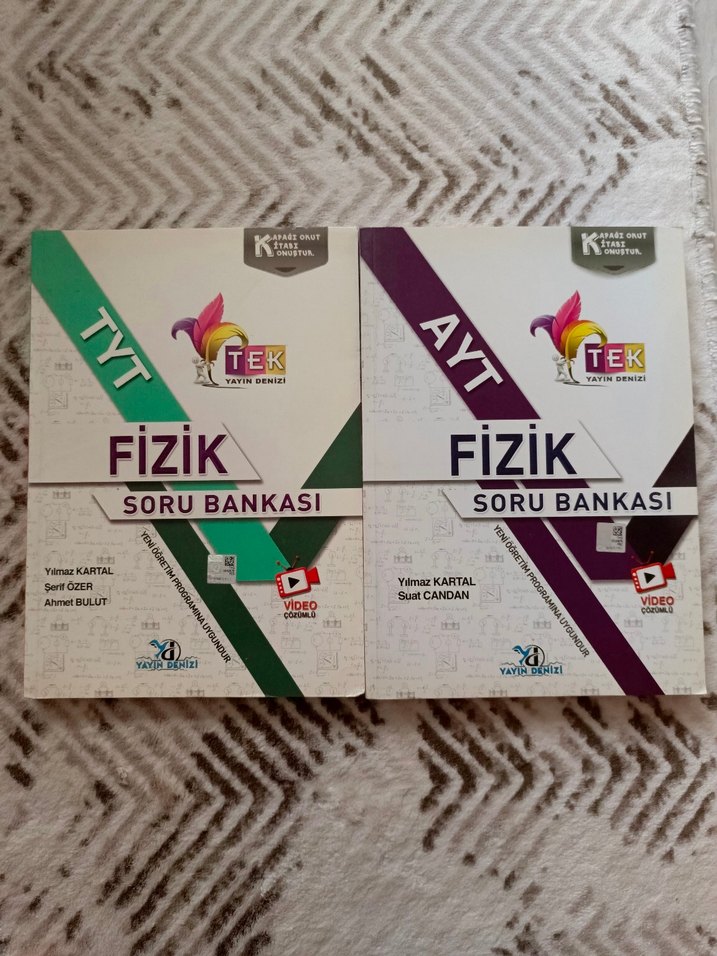 KAPAĞI OKUT
KİTABI
KONUŞTUR.
TYT
TEK
YAYIN DENİZİ
FİZİK
SORU BANKASI
Yılmaz KARTAL
Şerif ÖZER
Ahmet BULUT
YENİ ÖĞRETİM PROGRAMINA UYGUNDUR
VİDEO
ÇÖZÜMLÜ
YAYIN DENİZİ
KAPAĞI OKUT
KİTABI
KONUŞTUR.
AYT
TEK
YAYIN DENİZİ
FİZİK
SORU BANKASI
Yılmaz KARTAL
Suat CANDAN
YENİ ÖĞRETİM PROGRAMINA UYGUNDUR
VİDEO
ÇÖZÜMLÜ
YAYIN DENİZİ